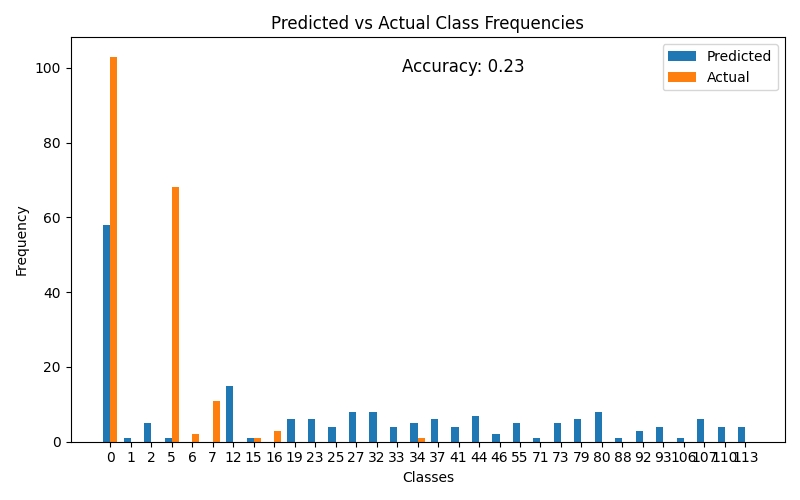 Predicted vs Actual Class Frequencies
Accuracy: 0.23
Predicted
Actual
Frequency
100
80
60
40
20
0
0 1 2 5 6 7 12 15 16 19 23 25 27 32 33 34 37 41 44 46 55 71 73 79 80 88 92 93 106 107 110 113
Classes